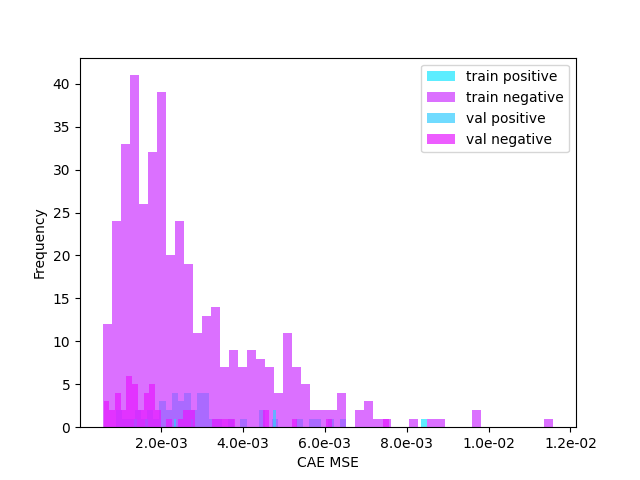 train positive
train negative
val positive
val negative
40
35
30
25
20
15
10
5
0
Frequency
2.0e-03 4.0e-03 6.0e-03 8.0e-03 1.0e-02 1.2e-02
CAE MSE